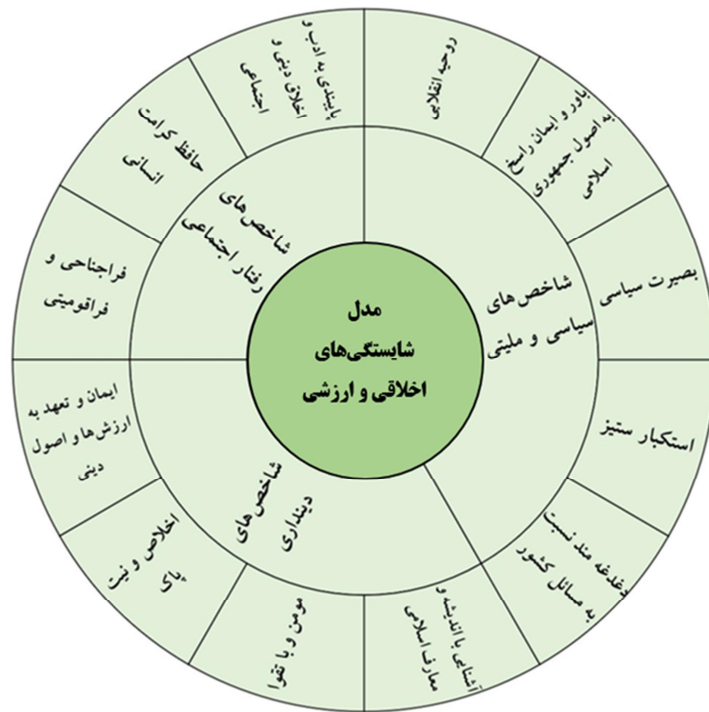 مدل
شایستگی‌های
اخلاقی و ارزشی
شاخص‌های
سیاسی و ملیتی
روحیه انقلابی
باور و ایمان راسخ
به اصول جمهوری
اسلامی
بصیرت سیاسی
استکبار ستیز
دغدغه مند نسبت
به مسائل کشور
شاخص‌های
دینداری
آشنایی با اندیشه و
معارف اسلامی
مومن و با تقوا
اخلاص و نیت
پاک
ایمان و تعهد به
ارزش‌ها و اصول
دینی
شاخص‌های
رفتار اجتماعی
فراجناحی و
فراقومیتی
حافظ کرامت
انسانی
پایبندی به ادب و
اخلاق دینی و
اجتماعی